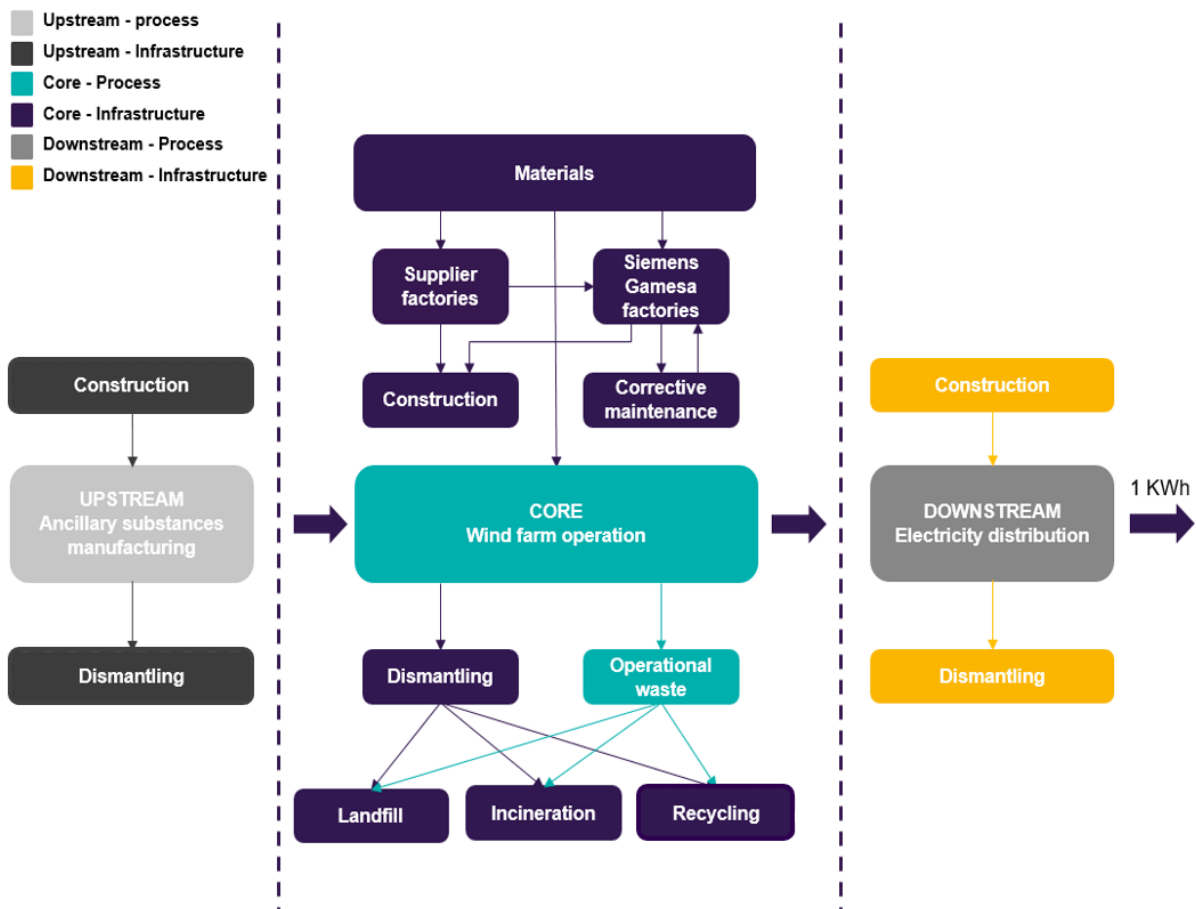 Upstream - process
Upstream - Infrastructure
Core - Process
Core - Infrastructure
Downstream - Process
Downstream - Infrastructure
Materials
Supplier
factories
Siemens
Gamesa
factories
Construction
Construction
Corrective
maintenance
Construction
UPSTREAM
Ancillary substances
manufacturing
CORE
Wind farm operation
DOWNSTREAM
Electricity distribution
1 KWh
Dismantling
Dismantling
Operational
waste
Dismantling
Landfill
Incineration
Recycling